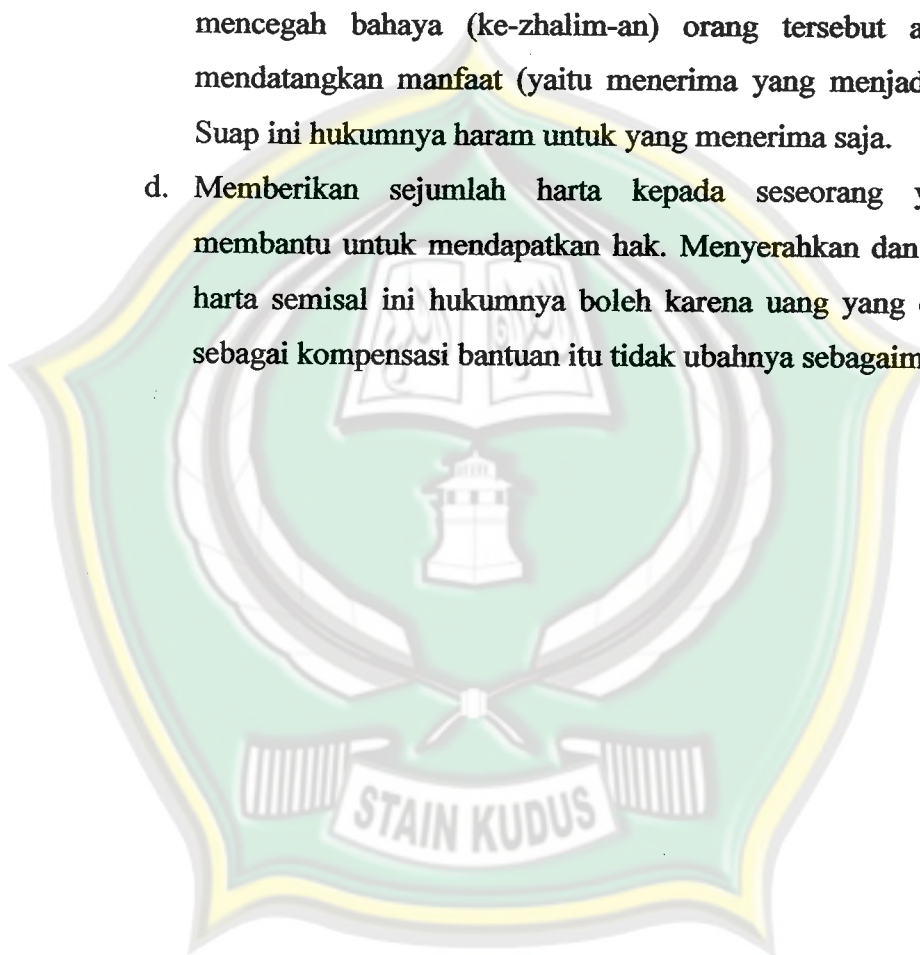 mencegah bahaya (ke-zhalim-an) orang tersebut
mendatangkan manfaat (yaitu menerima yang
Suap ini hukumnya haram untuk yang menerima saja.
d. Memberikan sejumlah harta kepada seseorang
membantu untuk mendapatkan hak. Menyerahkan dan
harta semisal ini hukumnya boleh karena uang yang
sebagai kompensasi bantuan itu tidak ubahnya
STAIN KUDUS